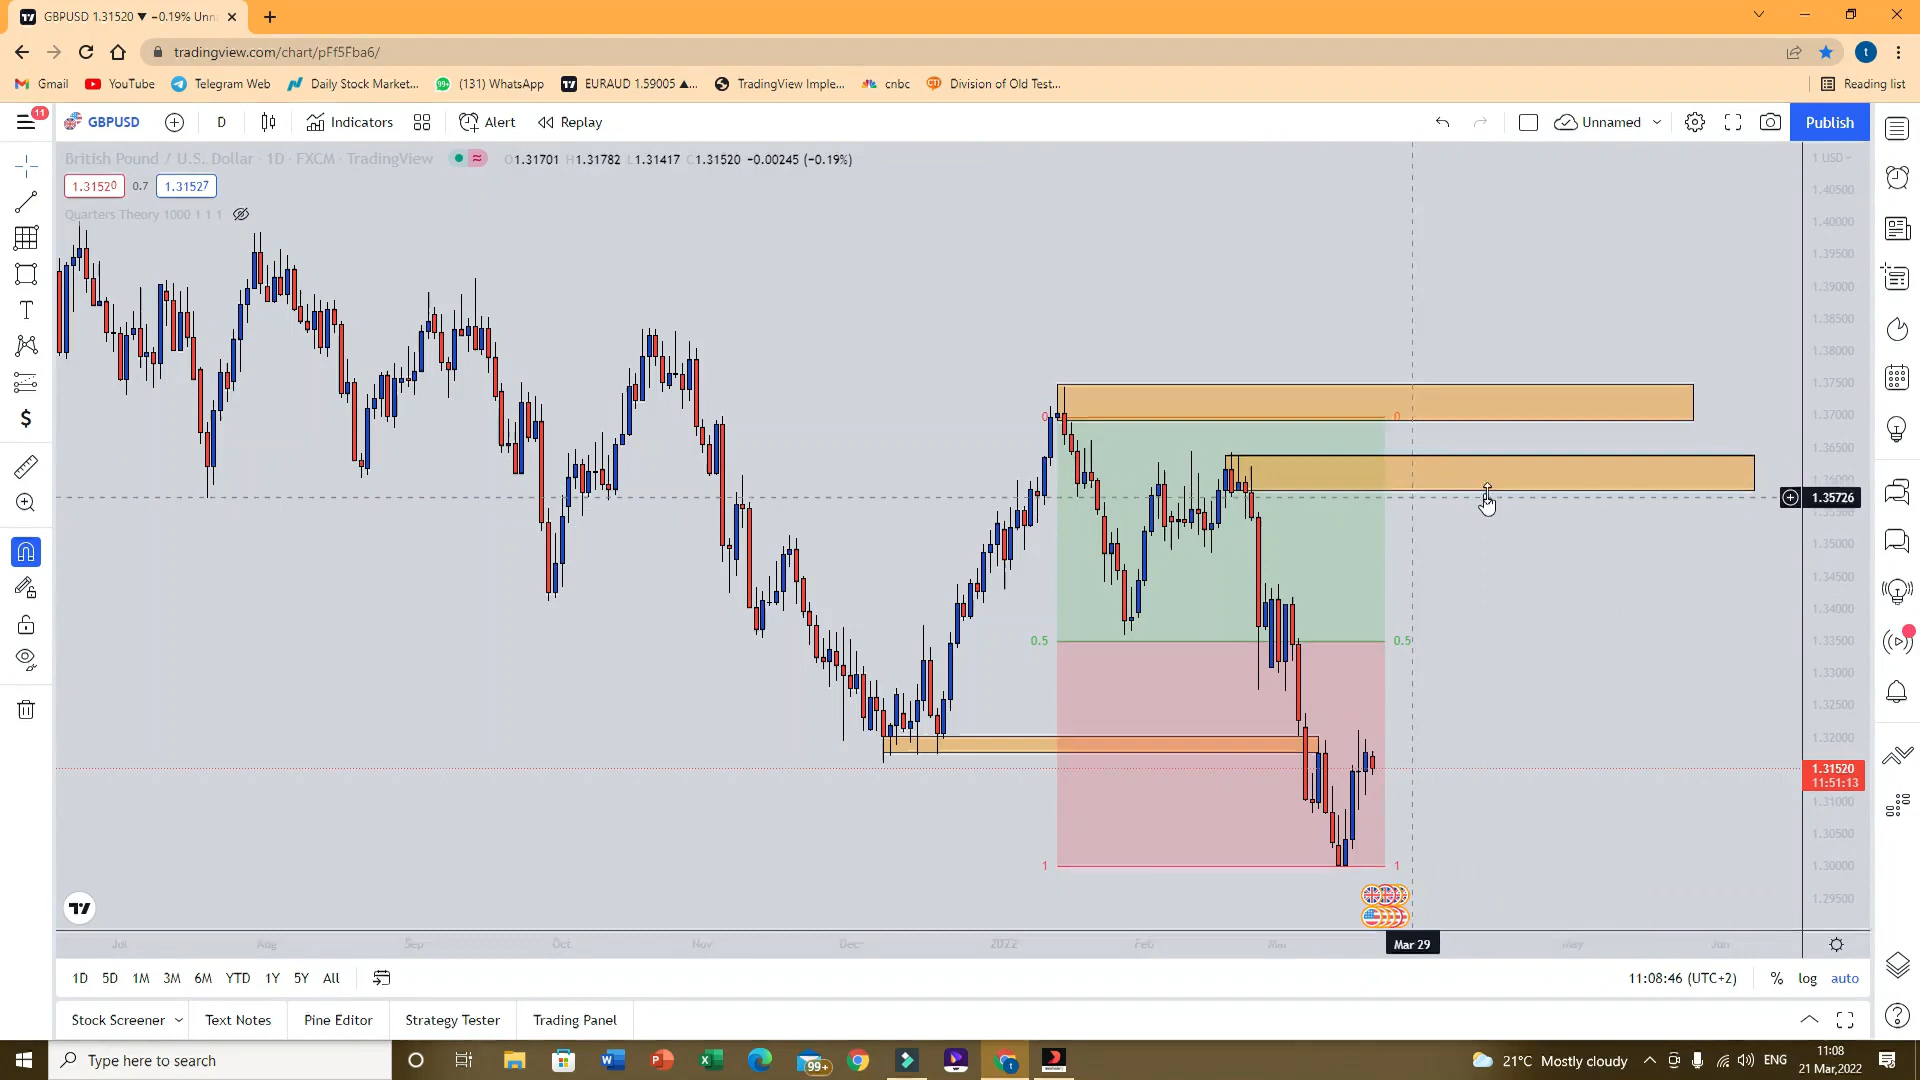 GBPUSD 1.31520 ▼ −0.19% Unn
tradingview.com/chart/pFf5Fba6/
Gmail YouTube Telegram Web Daily Stock Market... (131) WhatsApp EURAUD 1.59005 ▲... TradingView Imple... cnbc Division of Old Test... Reading list
11 GBPUSD D Indicators Alert Replay Unnamed Publish
British Pound / U.S. Dollar · 1D · FXCM · TradingView O1.31701 H1.31782 L1.31417 C1.31520 −0.00245 (−0.19%)
1 USD
1.31520 0.7 1.31527
Quarters Theory 1000 1 1 1
1.40500
1.40000
1.39500
1.39000
1.38500
1.38000
1.37500
1.37000
1.36500
1.36000
1.35726
1.35000
1.34500
1.34000
1.33500
1.33000
1.32500
1.32000
1.31520
11:51:13
1.31000
1.30500
1.30000
1.29500
0 0
0.5 0.5
1 1
Jul Aug Sep Oct Nov Dec 2022 Feb Mar Mar 29 May Jun
1D 5D 1M 3M 6M YTD 1Y 5Y All 11:08:46 (UTC+2) % log auto
Stock Screener Text Notes Pine Editor Strategy Tester Trading Panel
Type here to search 99+ 21°C Mostly cloudy ENG 11:08
21 Mar,2022